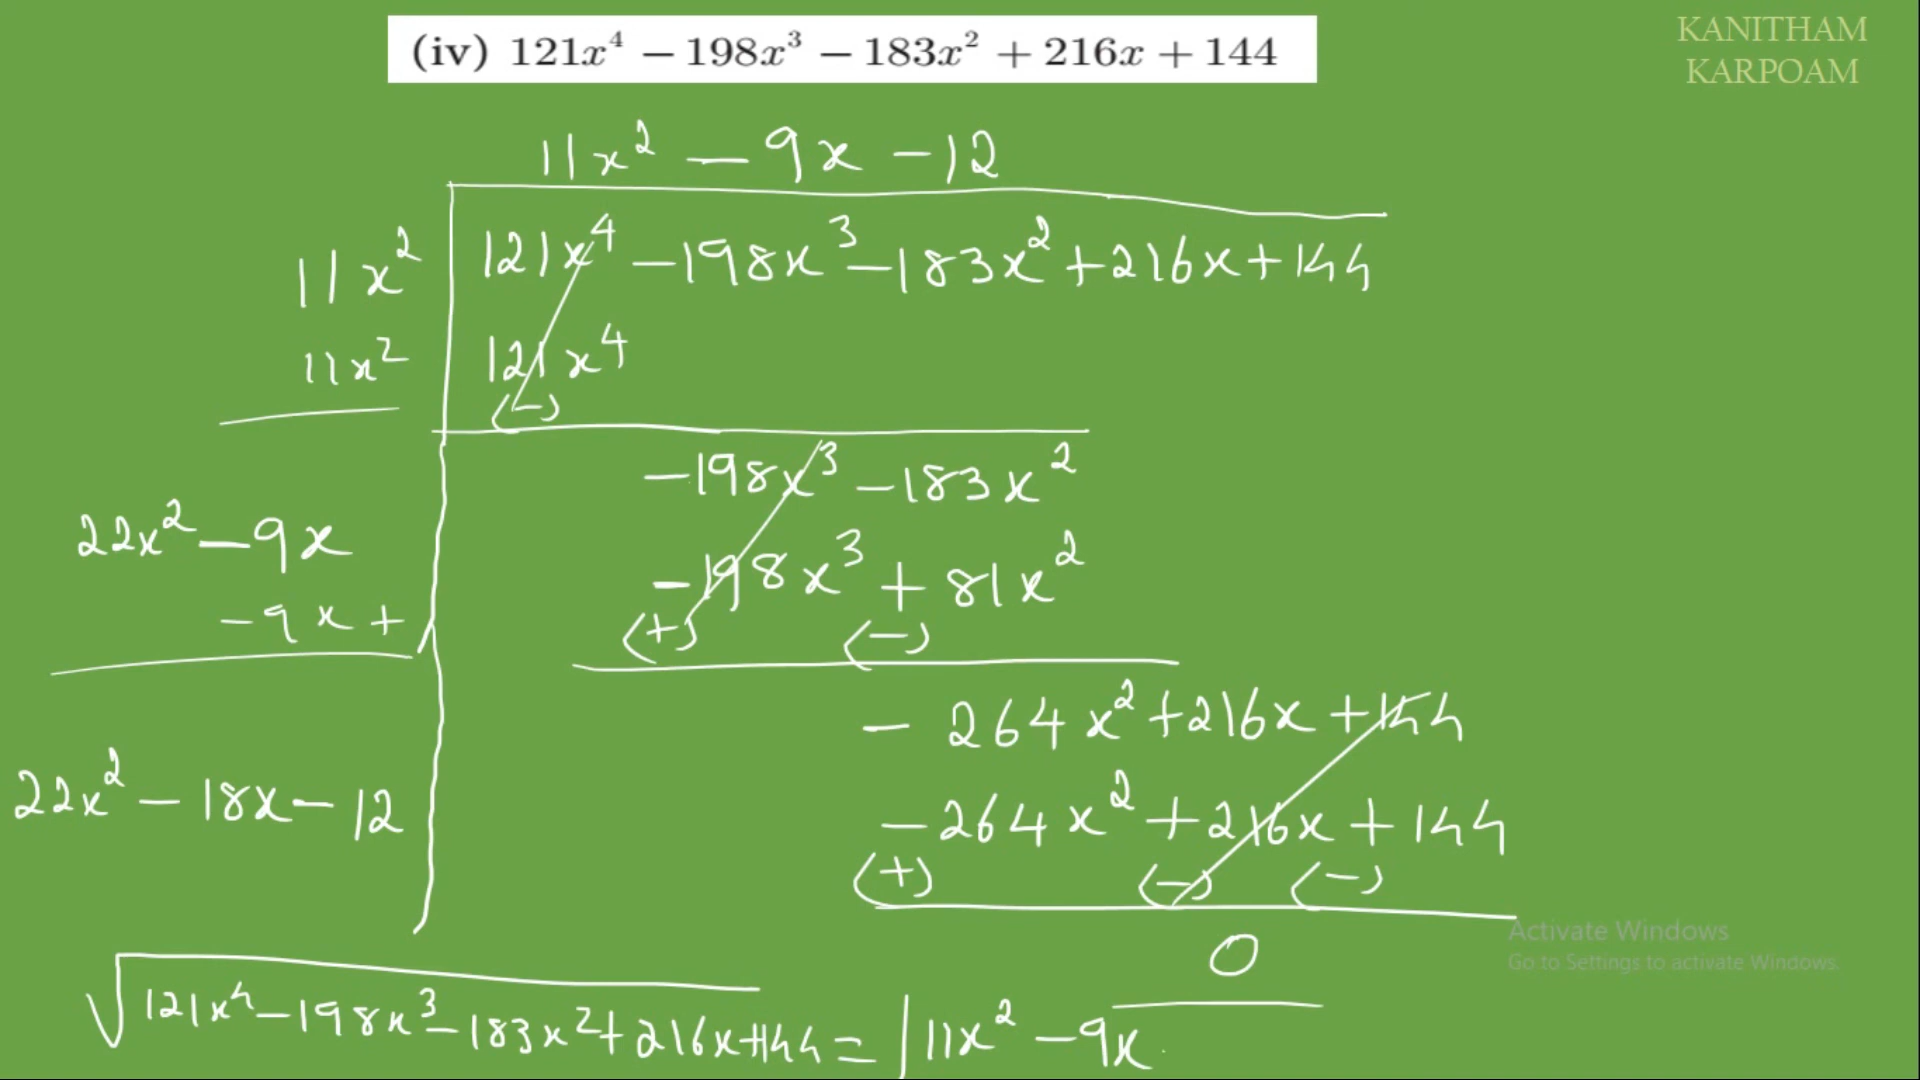 (iv) 121x⁴ − 198x³ − 183x² + 216x + 144
KANITHAM
KARPOAM
11x² − 9x − 12
11x² 121x⁴ − 198x³ − 183x² + 216x + 144
11x² 121x⁴
(−)
− 198x³ − 183x²
22x² − 9x − 198x³ + 81x²
− 9x + (+) (−)
− 264x² + 216x + 144
22x² − 18x − 12 − 264x² + 216x + 144
(+) (−) (−)
0
√121x⁴ − 198x³ − 183x² + 216x + 144 = |11x² − 9x
Activate Windows
Go to Settings to activate Windows.